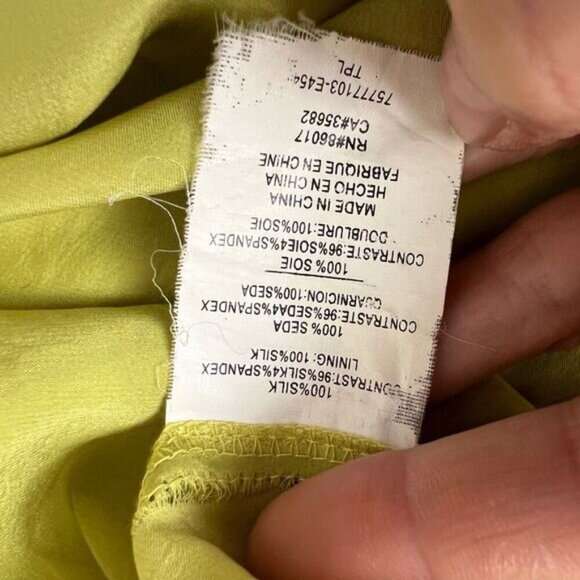 100%SILK
CONTRAST:96%SILK4%SPANDEX
LINING:100%SILK
100%SEDA
CONTRASTE:96%SEDA4%SPANDEX
QUARNICION:100%SEDA
100% SOIE
CONTRASTE:96%SOIE4%SPANDEX
DOUBLURE:100%SOIE
MADE IN CHINA
HECHO EN CHINA
FABRIQUE EN CHINE
RN#86017
CA#35682
75777103-E454
TPL